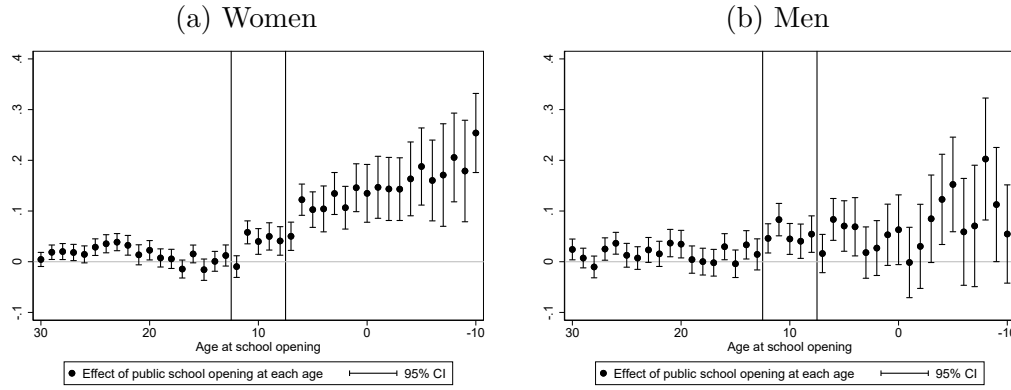 (a) Women
.4
.3
.2
.1
0
-.1
30
20
10
0
-10
Age at school opening
Effect of public school opening at each age
95% CI
(b) Men
.4
.3
.2
.1
0
-.1
30
20
10
0
-10
Age at school opening
Effect of public school opening at each age
95% CI